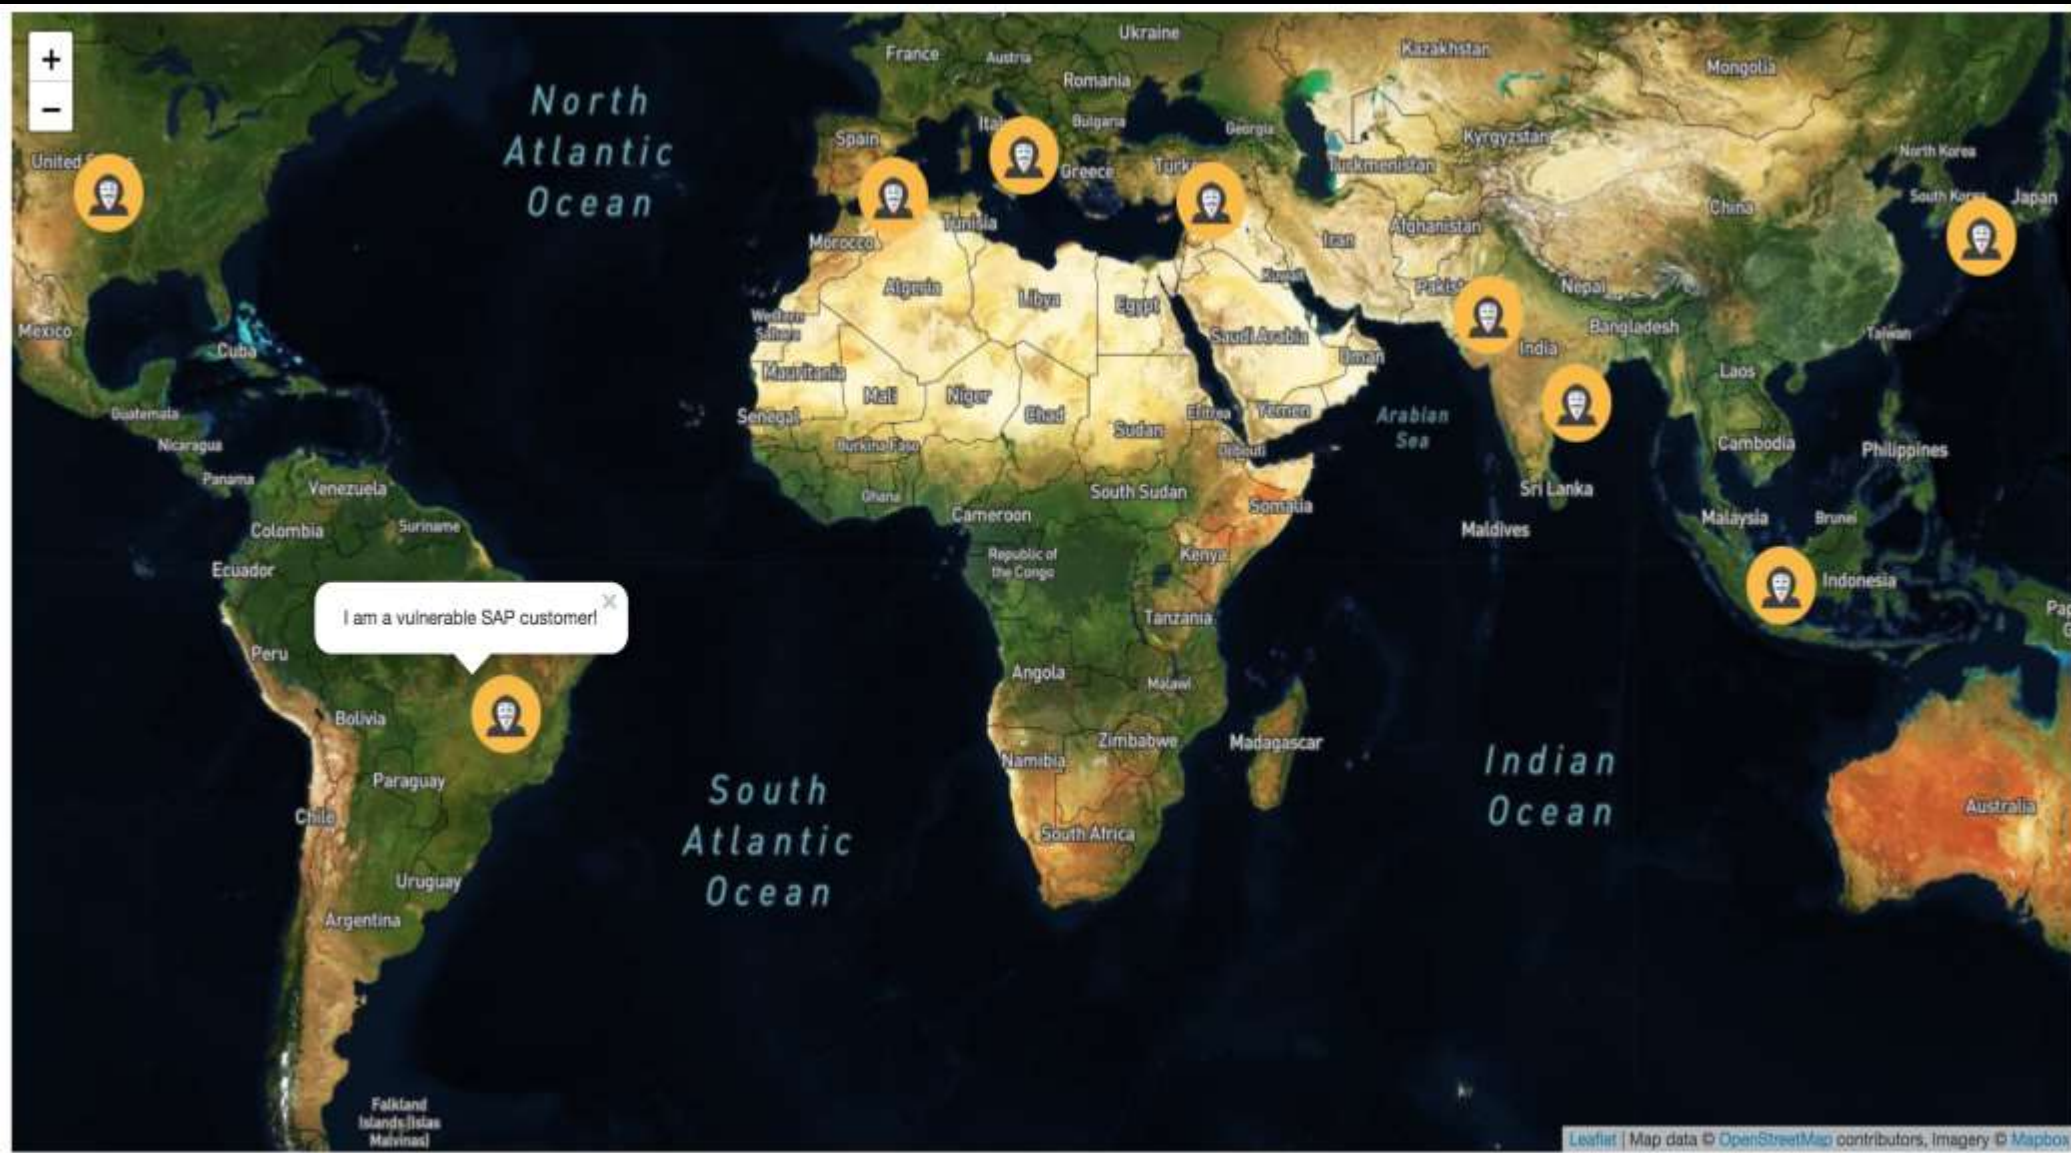 +
−
Ukraine
France
Austria
Kazakhstan
Mongolia
Romania
North
Atlantic
Ocean
Spain
Bulgaria
Georgia
Kyrgyzstan
North Korea
United
Greece
Turkmenistan
South Korea
Japan
China
Tunisia
Morocco
Iran
Afghanistan
Algeria
Libya
Egypt
Kuwait
Nepal
Western
Sahara
Saudi Arabia
Bangladesh
Mexico
Cuba
Taiwan
India
Oman
Mauritania
Laos
Mali
Niger
Chad
Guatemala
Senegal
Eritrea
Yemen
Arabian
Sea
Sudan
Nicaragua
Burkina Faso
Djibouti
Cambodia
Philippines
Panama
Venezuela
Ghana
South Sudan
Sri Lanka
Somalia
Cameroon
Colombia
Suriname
Maldives
Malaysia
Brunei
Republic of
the Congo
Kenya
Ecuador
Indonesia
I am a vulnerable SAP customer!
×
Tanzania
Peru
Angola
Malawi
Bolivia
Zimbabwe
Madagascar
Namibia
Indian
Ocean
Paraguay
South
Atlantic
Ocean
Chile
South Africa
Australia
Uruguay
Argentina
Falkland
Islands (Islas
Malvinas)
Leaflet | Map data © OpenStreetMap contributors, Imagery © Mapbox